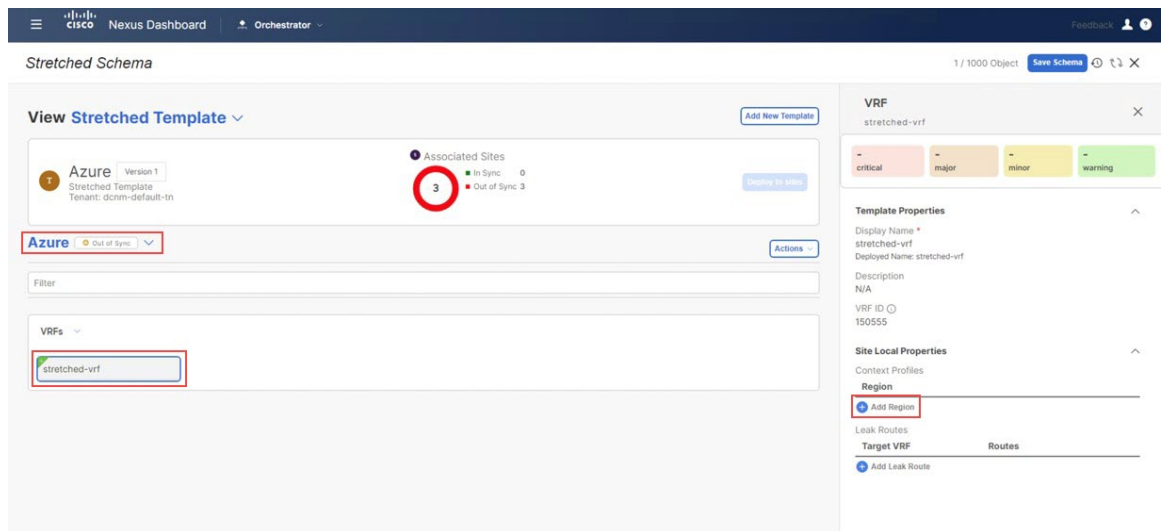 CISCO Nexus Dashboard Orchestrator Feedback
Stretched Schema 1 / 1000 Object Save Schema
View Stretched Template Add New Template
T Azure Version 1
Stretched Template
Tenant: dcnm-default-tn
Associated Sites
3
In Sync 0
Out of Sync 3
Deploy to sites
Azure Out of Sync
Actions
Filter
VRFs
stretched-vrf
VRF
stretched-vrf
- - - -
critical major minor warning
Template Properties
Display Name *
stretched-vrf
Deployed Name: stretched-vrf
Description
N/A
VRF ID
150555
Site Local Properties
Context Profiles
Region
Add Region
Leak Routes
Target VRF Routes
Add Leak Route